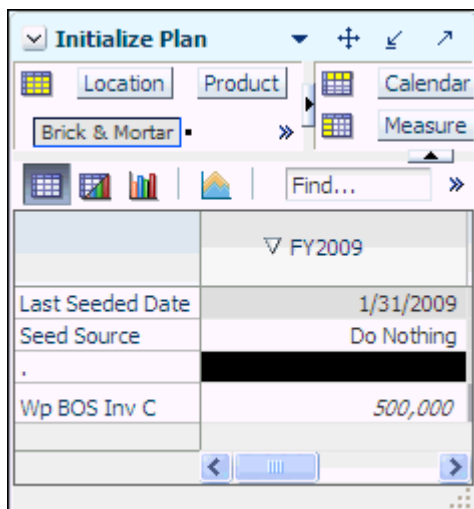 Initialize Plan
Location Product Calendar
Brick & Mortar » Measure
Find... »
FY2009
Last Seeded Date 1/31/2009
Seed Source Do Nothing
.
Wp BOS Inv C 500,000